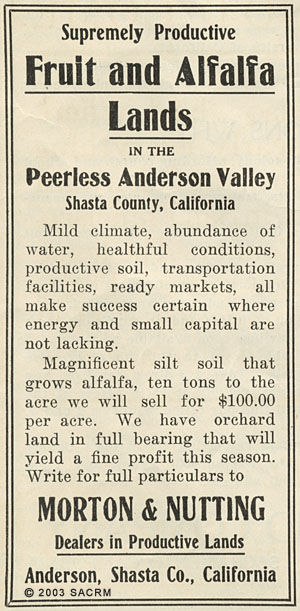 Supremely Productive
Fruit and Alfalfa
Lands
IN THE
Peerless Anderson Valley
Shasta County, California
Mild climate, abundance of
water, healthful conditions,
productive soil, transportation
facilities, ready markets, all
make success certain where
energy and small capital are
not lacking.
Magnificent silt soil that
grows alfalfa, ten tons to the
acre we will sell for $100.00
per acre. We have orchard
land in full bearing that will
yield a fine profit this season.
Write for full particulars to
MORTON & NUTTING
Dealers in Productive Lands
Anderson, Shasta Co., California
© 2003 SACRM